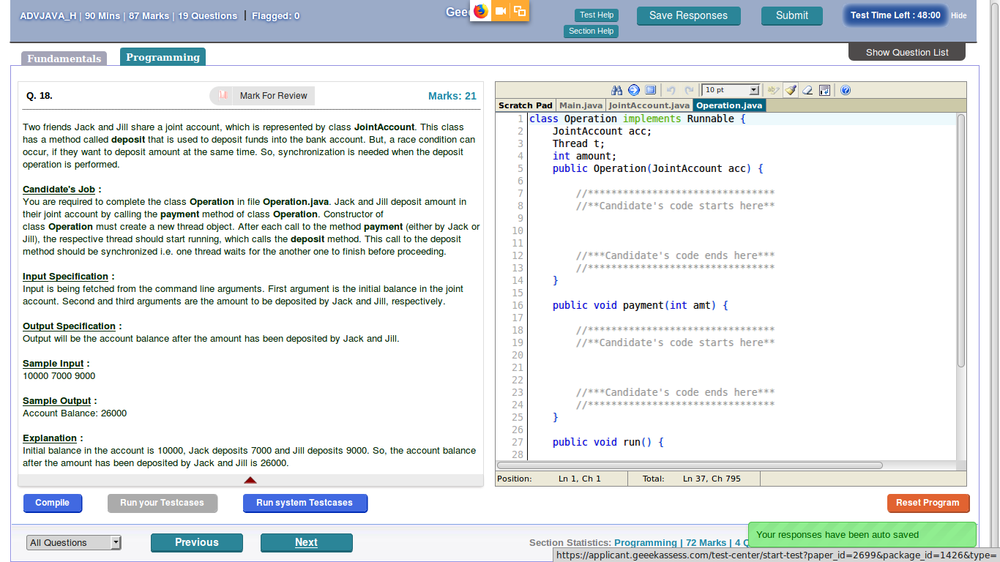 ADVJAVA_H | 90 Mins | 87 Marks | 19 Questions | Flagged: 0
Gee
Test Help
Section Help
Save Responses
Submit
Test Time Left : 48:00
Hide
Fundamentals
Programming
Show Question List
Q. 18.
Mark For Review
Marks: 21
Two friends Jack and Jill share a joint account, which is represented by class JointAccount. This class
has a method called deposit that is used to deposit funds into the bank account. But, a race condition can
occur, if they want to deposit amount at the same time. So, synchronization is needed when the deposit
operation is performed.
Candidate's Job :
You are required to complete the class Operation in file Operation.java. Jack and Jill deposit amount in
their joint account by calling the payment method of class Operation. Constructor of
class Operation must create a new thread object. After each call to the method payment (either by Jack or
Jill), the respective thread should start running, which calls the deposit method. This call to the deposit
method should be synchronized i.e. one thread waits for the another one to finish before proceeding.
Input Specification :
Input is being fetched from the command line arguments. First argument is the initial balance in the joint
account. Second and third arguments are the amount to be deposited by Jack and Jill, respectively.
Output Specification :
Output will be the account balance after the amount has been deposited by Jack and Jill.
Sample Input :
10000 7000 9000
Sample Output :
Account Balance: 26000
Explanation :
Initial balance in the account is 10000, Jack deposits 7000 and Jill deposits 9000. So, the account balance
after the amount has been deposited by Jack and Jill is 26000.
10 pt
Scratch Pad
Main.java
JointAccount.java
Operation.java
1 class Operation implements Runnable {
2 JointAccount acc;
3 Thread t;
4 int amount;
5 public Operation(JointAccount acc) {
6
7 //********************************
8 //**Candidate's code starts here**
9
10
11
12 //***Candidate's code ends here***
13 //********************************
14 }
15
16 public void payment(int amt) {
17
18 //********************************
19 //**Candidate's code starts here**
20
21
22
23 //***Candidate's code ends here***
24 //********************************
25 }
26
27 public void run() {
28
Position: Ln 1, Ch 1 Total: Ln 37, Ch 795
Compile
Run your Testcases
Run system Testcases
Reset Program
All Questions
Previous
Next
Section Statistics: Programming | 72 Marks | 4 Q
Your responses have been auto saved
https://applicant.geeekassess.com/test-center/start-test?paper_id=2699&package_id=1426&type=